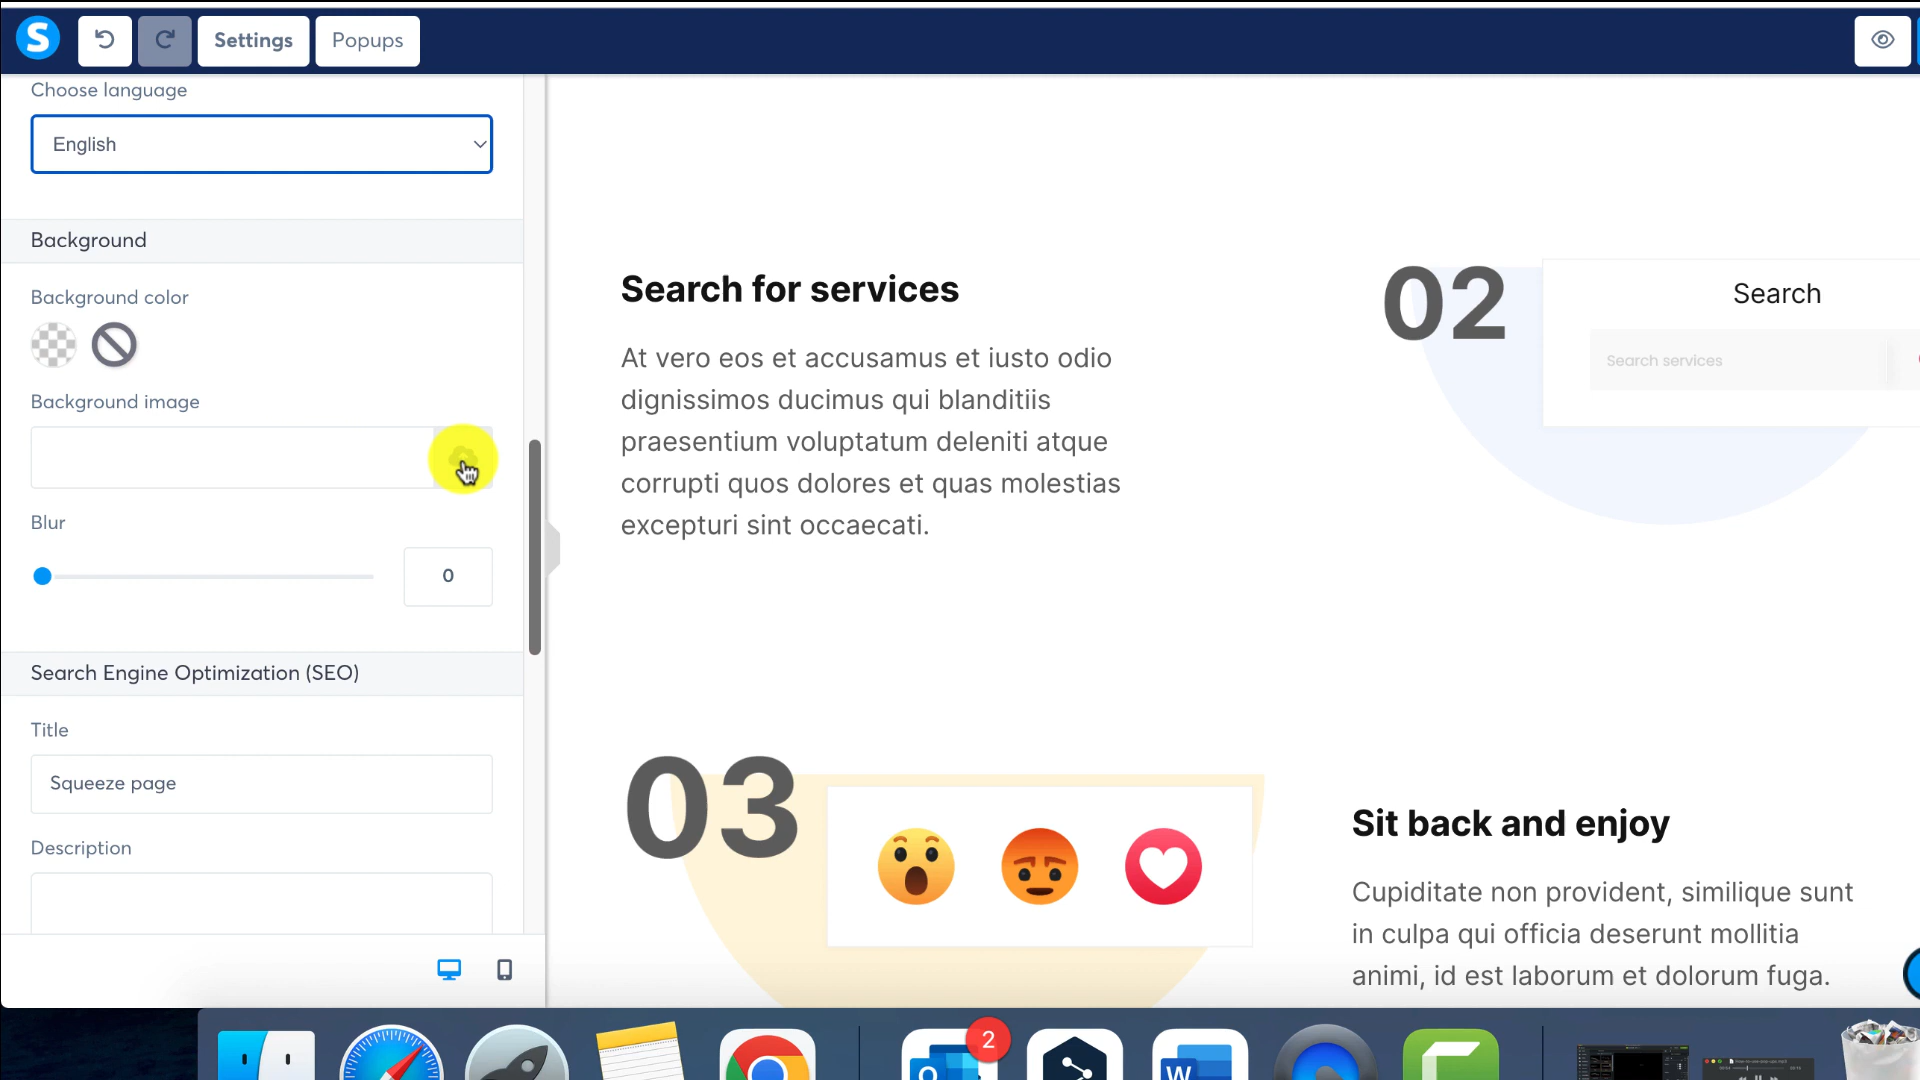 S
Settings
Popups
Choose language
English
Background
Background color
Background image
Blur
0
Search Engine Optimization (SEO)
Title
Squeeze page
Description
Search for services
At vero eos et accusamus et iusto odio
dignissimos ducimus qui blanditiis
praesentium voluptatum deleniti atque
corrupti quos dolores et quas molestias
excepturi sint occaecati.
02
Search
Search services
03
Sit back and enjoy
Cupiditate non provident, similique sunt
in culpa qui officia deserunt mollitia
animi, id est laborum et dolorum fuga.
2
O
W